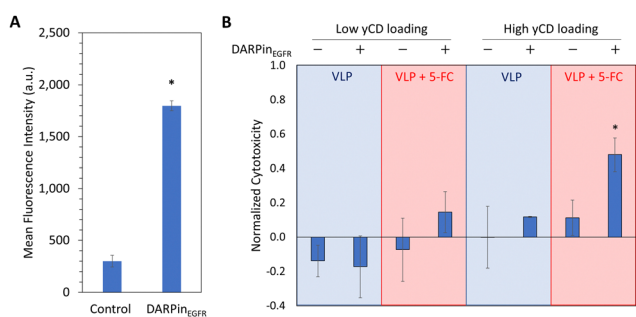 A
Mean Fluorescence Intensity (a.u.)
2,500
2,000
1,500
1,000
500
0
*
Control DARPinEGFR
B
Low yCD loading High yCD loading
DARPinEGFR − + − + − + − +
Normalized Cytotoxicity
VLP VLP + 5-FC VLP VLP + 5-FC
1.0
0.8
0.6
0.4
0.2
0.0
-0.2
-0.4
*